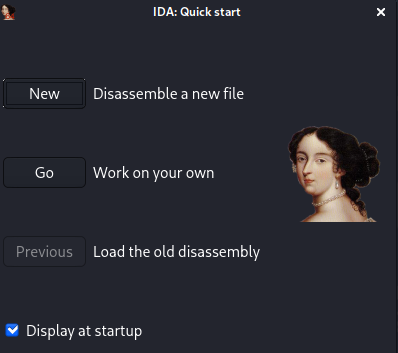 IDA: Quick start
New Disassemble a new file
Go Work on your own
Previous Load the old disassembly
Display at startup